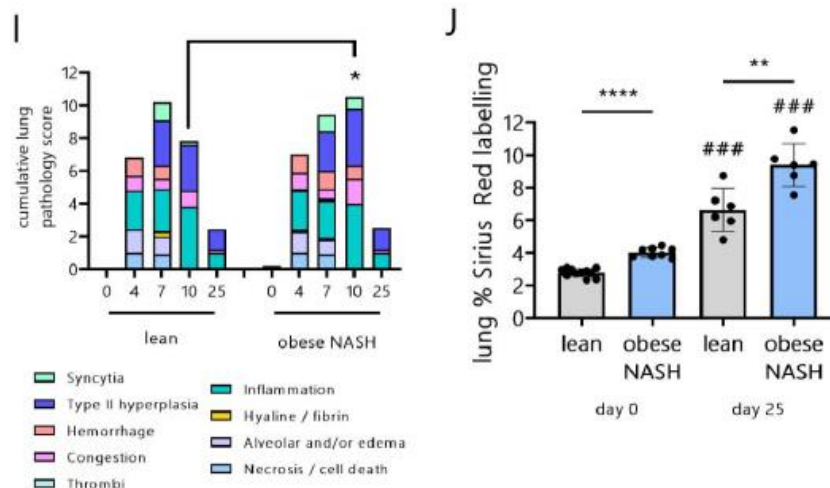 I
cumulative lung
pathology score
12
10
8
6
4
2
0
*
0 4 7 10 25 0 4 7 10 25
lean obese NASH
Syncytia
Type II hyperplasia
Hemorrhage
Congestion
Thrombi
Inflammation
Hyaline / fibrin
Alveolar and/or edema
Necrosis / cell death
J
lung % Sirius Red labelling
12
10
8
6
4
2
0
****
**
###
###
lean obese lean obese
NASH NASH
day 0 day 25